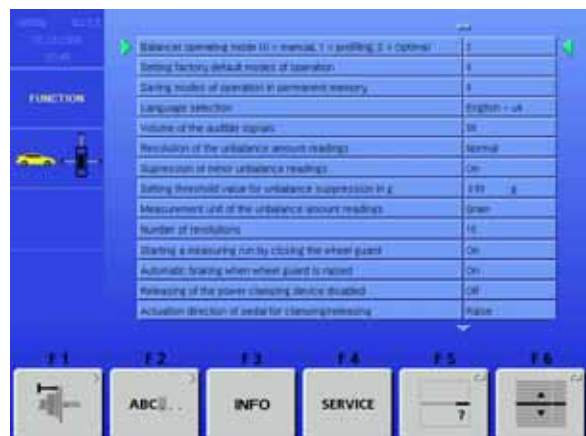 FUNCTION
Balancer operating mode (0 = manual, 1 = profiling, 2 = Optima) 2
Setting factory default modes of operation
Saving modes of operation in permanent memory
Language selection English - uk
Volume of the audible signals 50
Resolution of the unbalance amount readings Normal
Supression of minor unbalance readings On
Setting threshold value for unbalance suppression in g g
Measurement unit of the unbalance amount readings Gram
Number of revolutions 10
Starting a measuring run by closing the wheel guard On
Automatic braking when wheel guard is raised On
Releasing of the power clamping device disabled Off
Actuation direction of pedal for clamping/releasing Raise
F1 F2 F3 F4 F5 F6
ABC INFO SERVICE ?